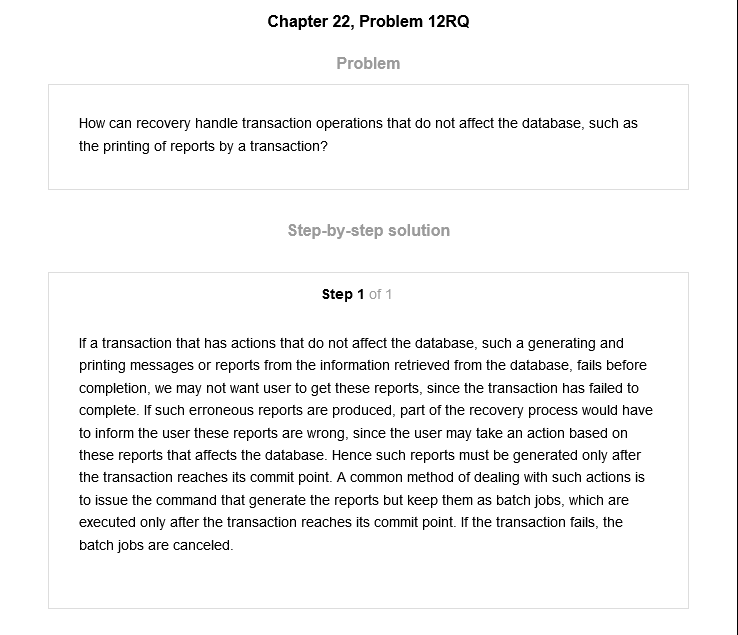 Chapter 22, Problem 12RQ
Problem
How can recovery handle transaction operations that do not affect the database, such as
the printing of reports by a transaction?
Step-by-step solution
Step 1 of 1
If a transaction that has actions that do not affect the database, such a generating and
printing messages or reports from the information retrieved from the database, fails before
completion, we may not want user to get these reports, since the transaction has failed to
complete. If such erroneous reports are produced, part of the recovery process would have
to inform the user these reports are wrong, since the user may take an action based on
these reports that affects the database. Hence such reports must be generated only after
the transaction reaches its commit point. A common method of dealing with such actions is
to issue the command that generate the reports but keep them as batch jobs, which are
executed only after the transaction reaches its commit point. If the transaction fails, the
batch jobs are canceled.